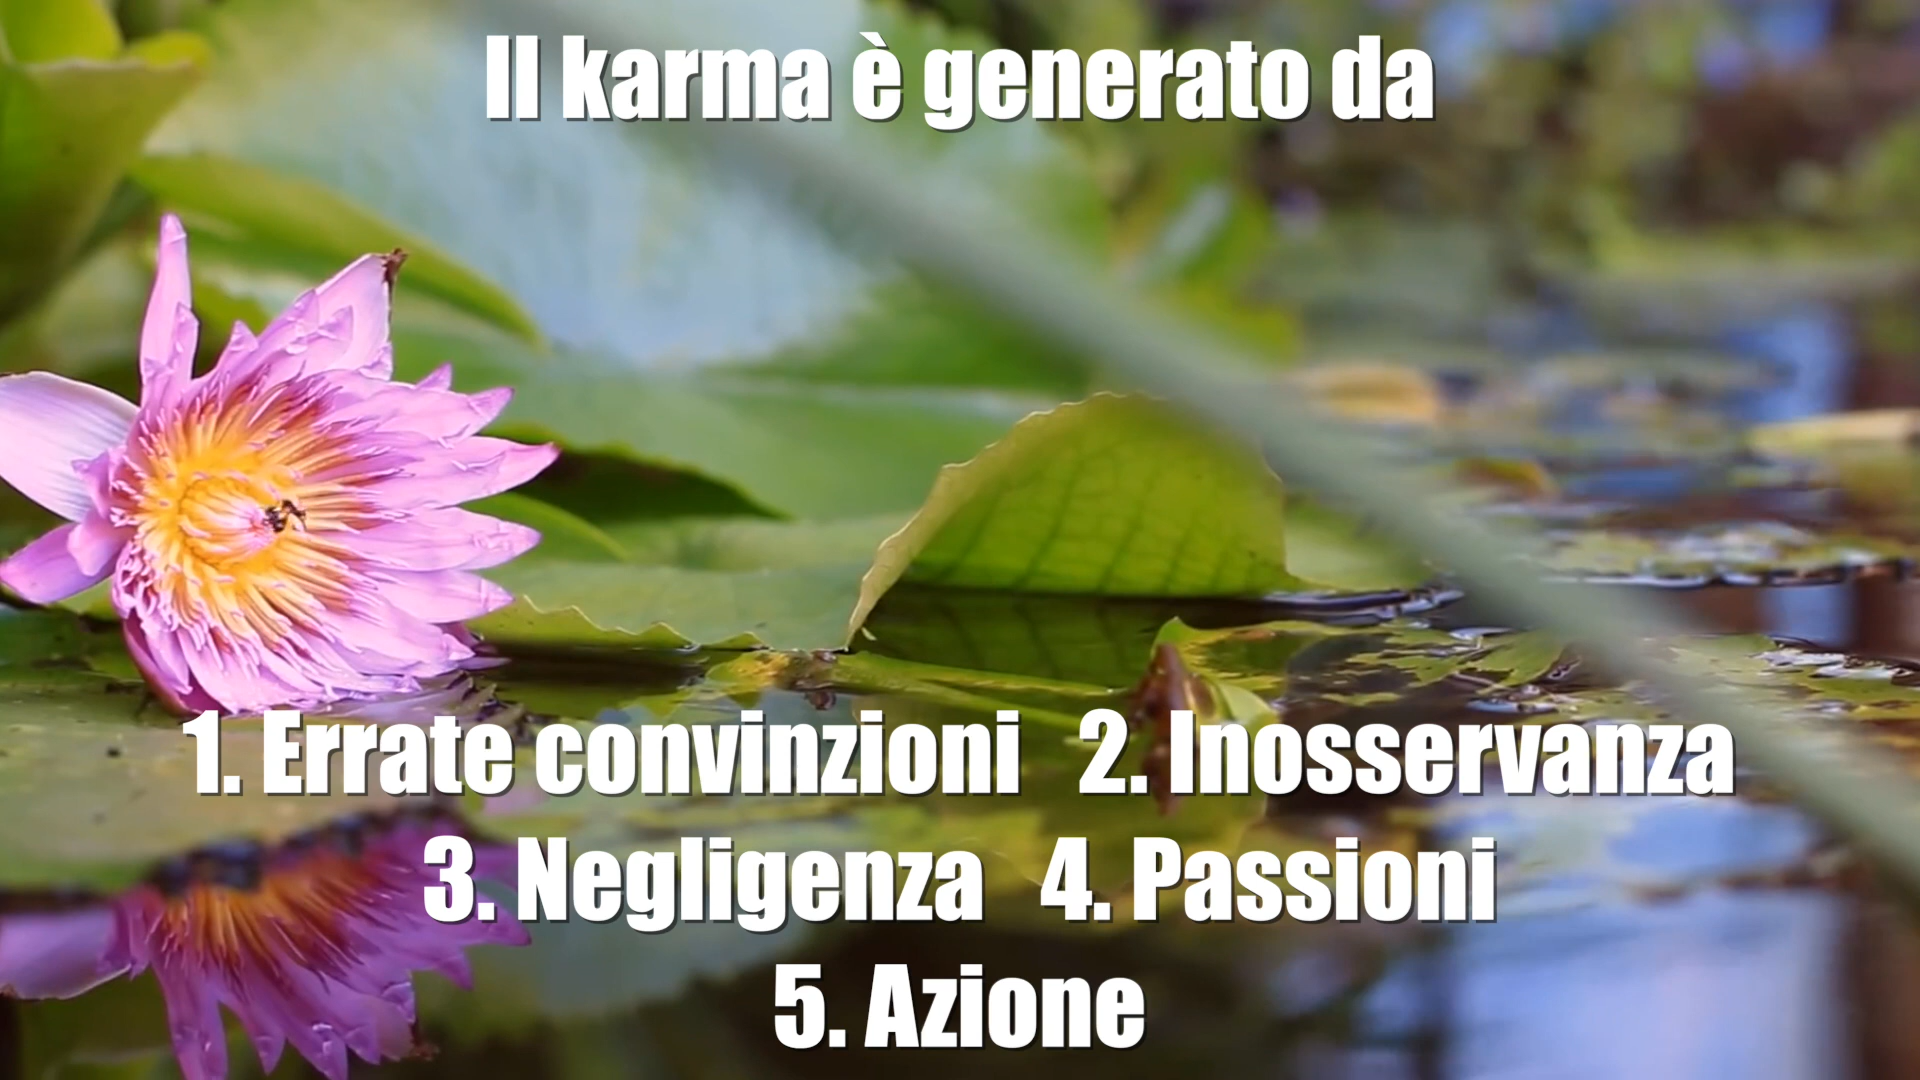 Il karma è generato da
1. Errate convinzioni 2. Inosservanza
3. Negligenza 4. Passioni
5. Azione